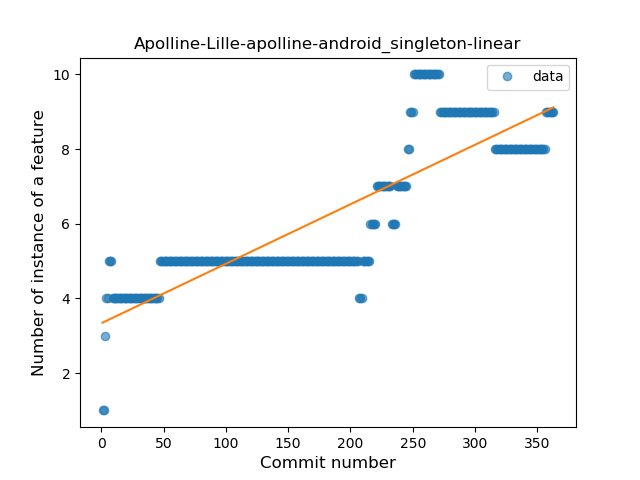 Apolline-Lille-apolline-android_singleton-linear
data
Number of instance of a feature
10
8
6
4
2
0 50 100 150 200 250 300 350
Commit number